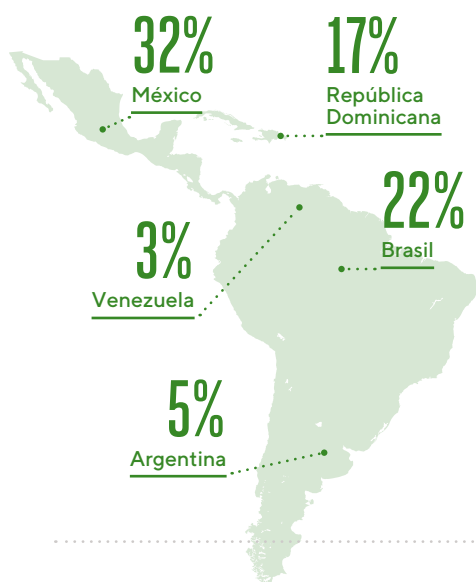 32%
México
17%
República
Dominicana
22%
Brasil
3%
Venezuela
5%
Argentina